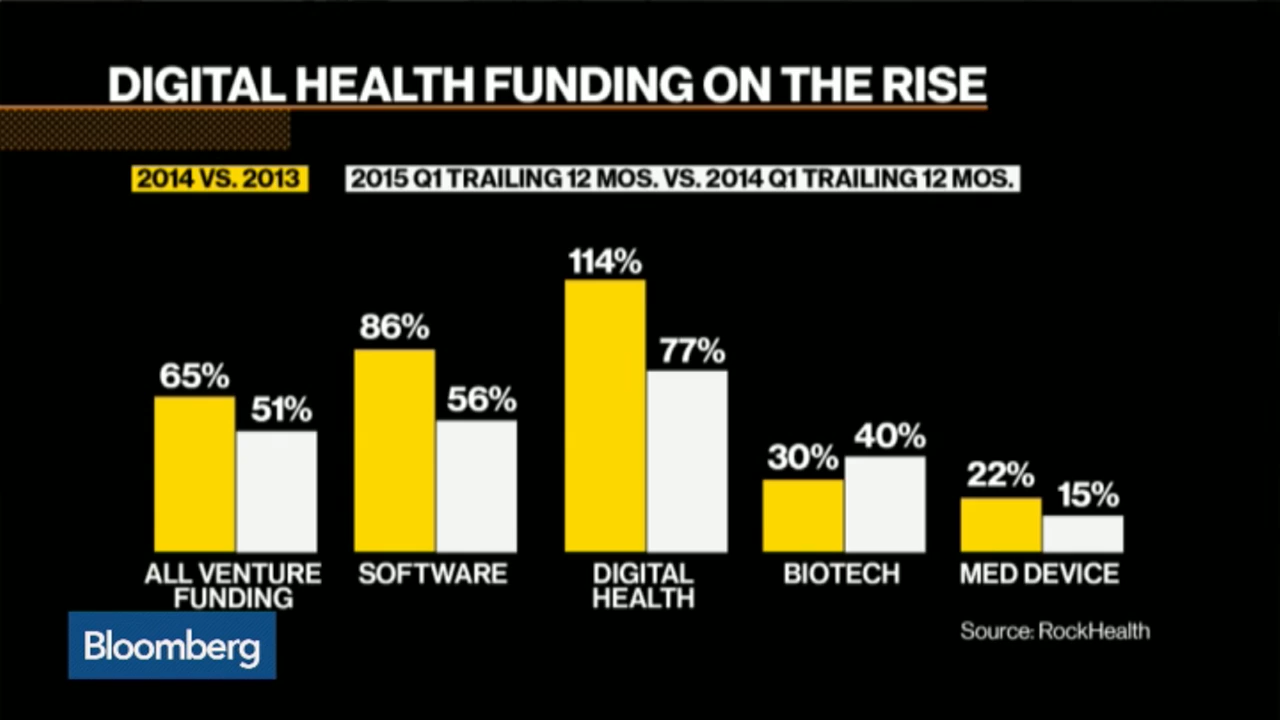 DIGITAL HEALTH FUNDING ON THE RISE
2014 VS. 2013
2015 Q1 TRAILING 12 MOS. VS. 2014 Q1 TRAILING 12 MOS.
65%
51%
86%
56%
114%
77%
30%
40%
22%
15%
ALL VENTURE
FUNDING
SOFTWARE
DIGITAL
HEALTH
BIOTECH
MED DEVICE
Bloomberg
Source: RockHealth